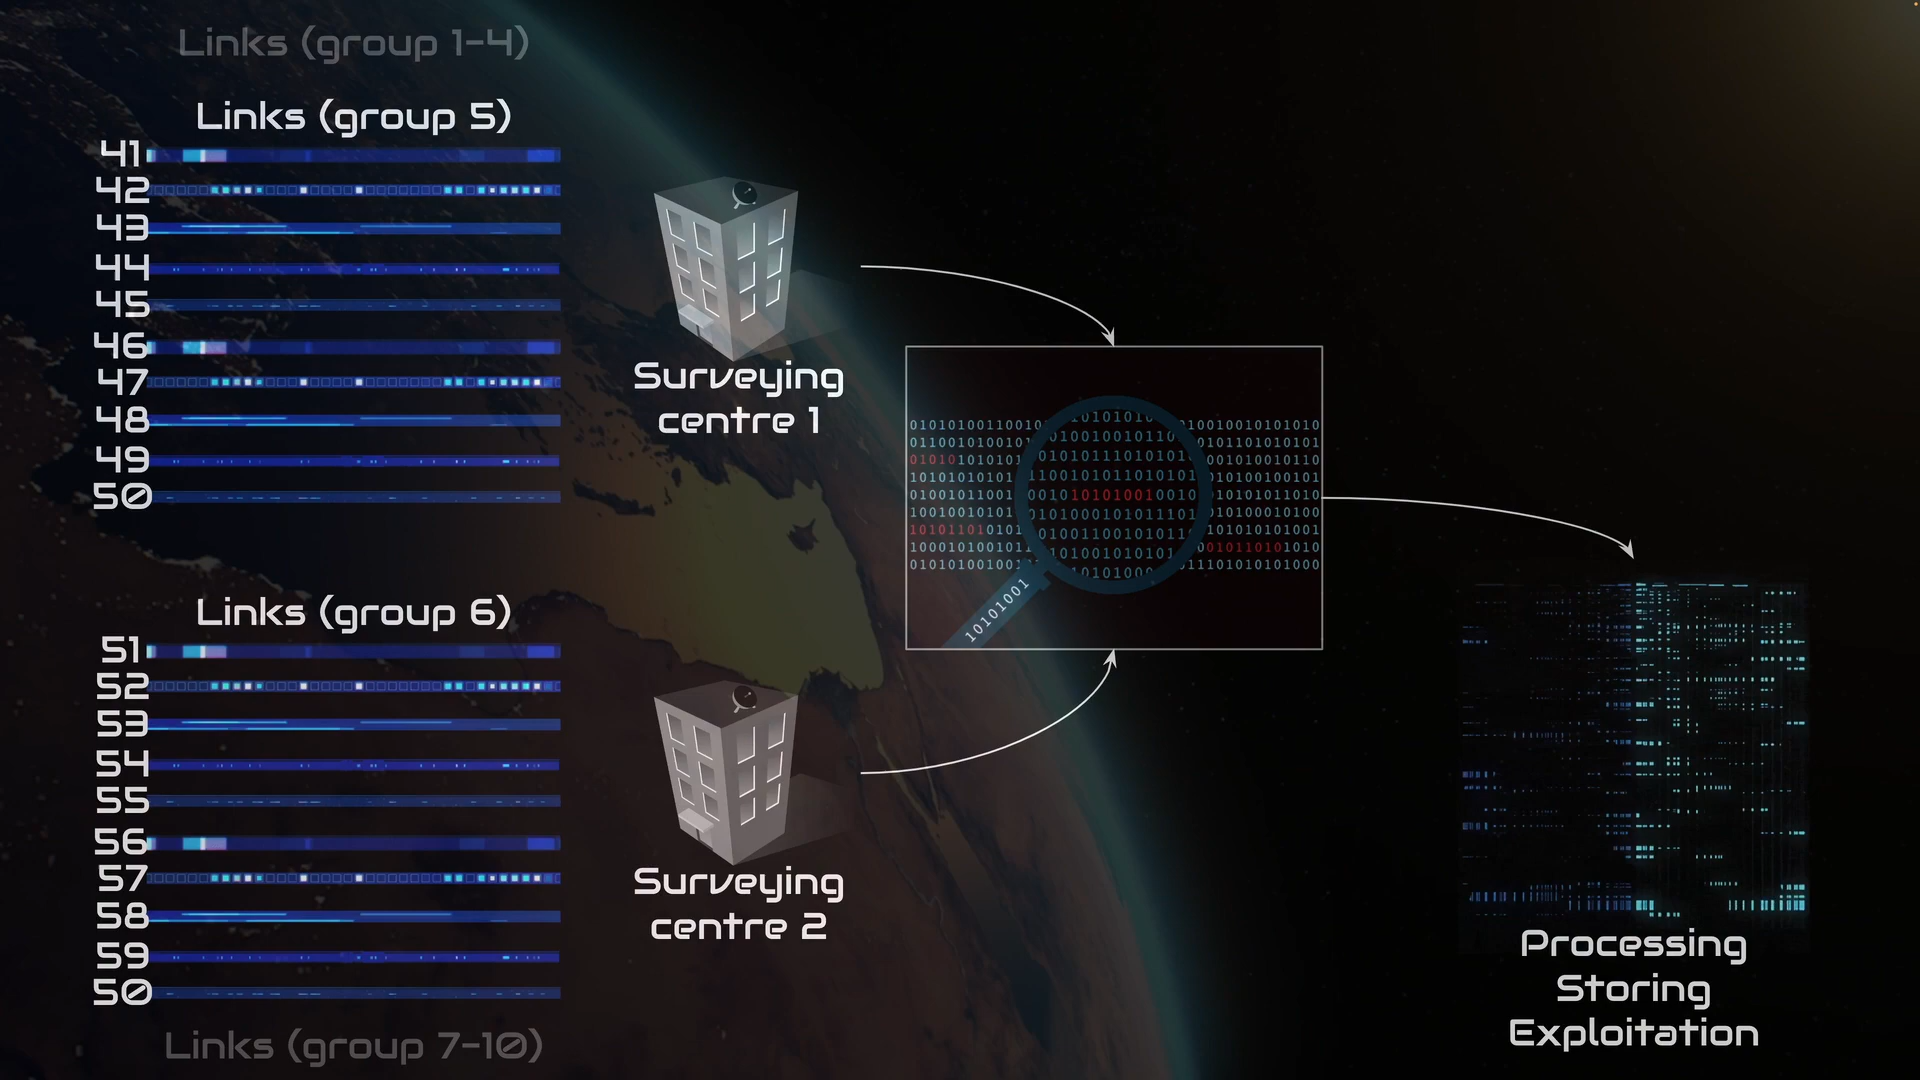 Links (group 1-4)
Links (group 5)
41
42
43
44
45
46
47
48
49
50
Surveying
centre 1
Links (group 6)
51
52
53
54
55
56
57
58
59
50
Links (group 7-10)
Surveying
centre 2
10101001
Processing
Storing
Exploitation